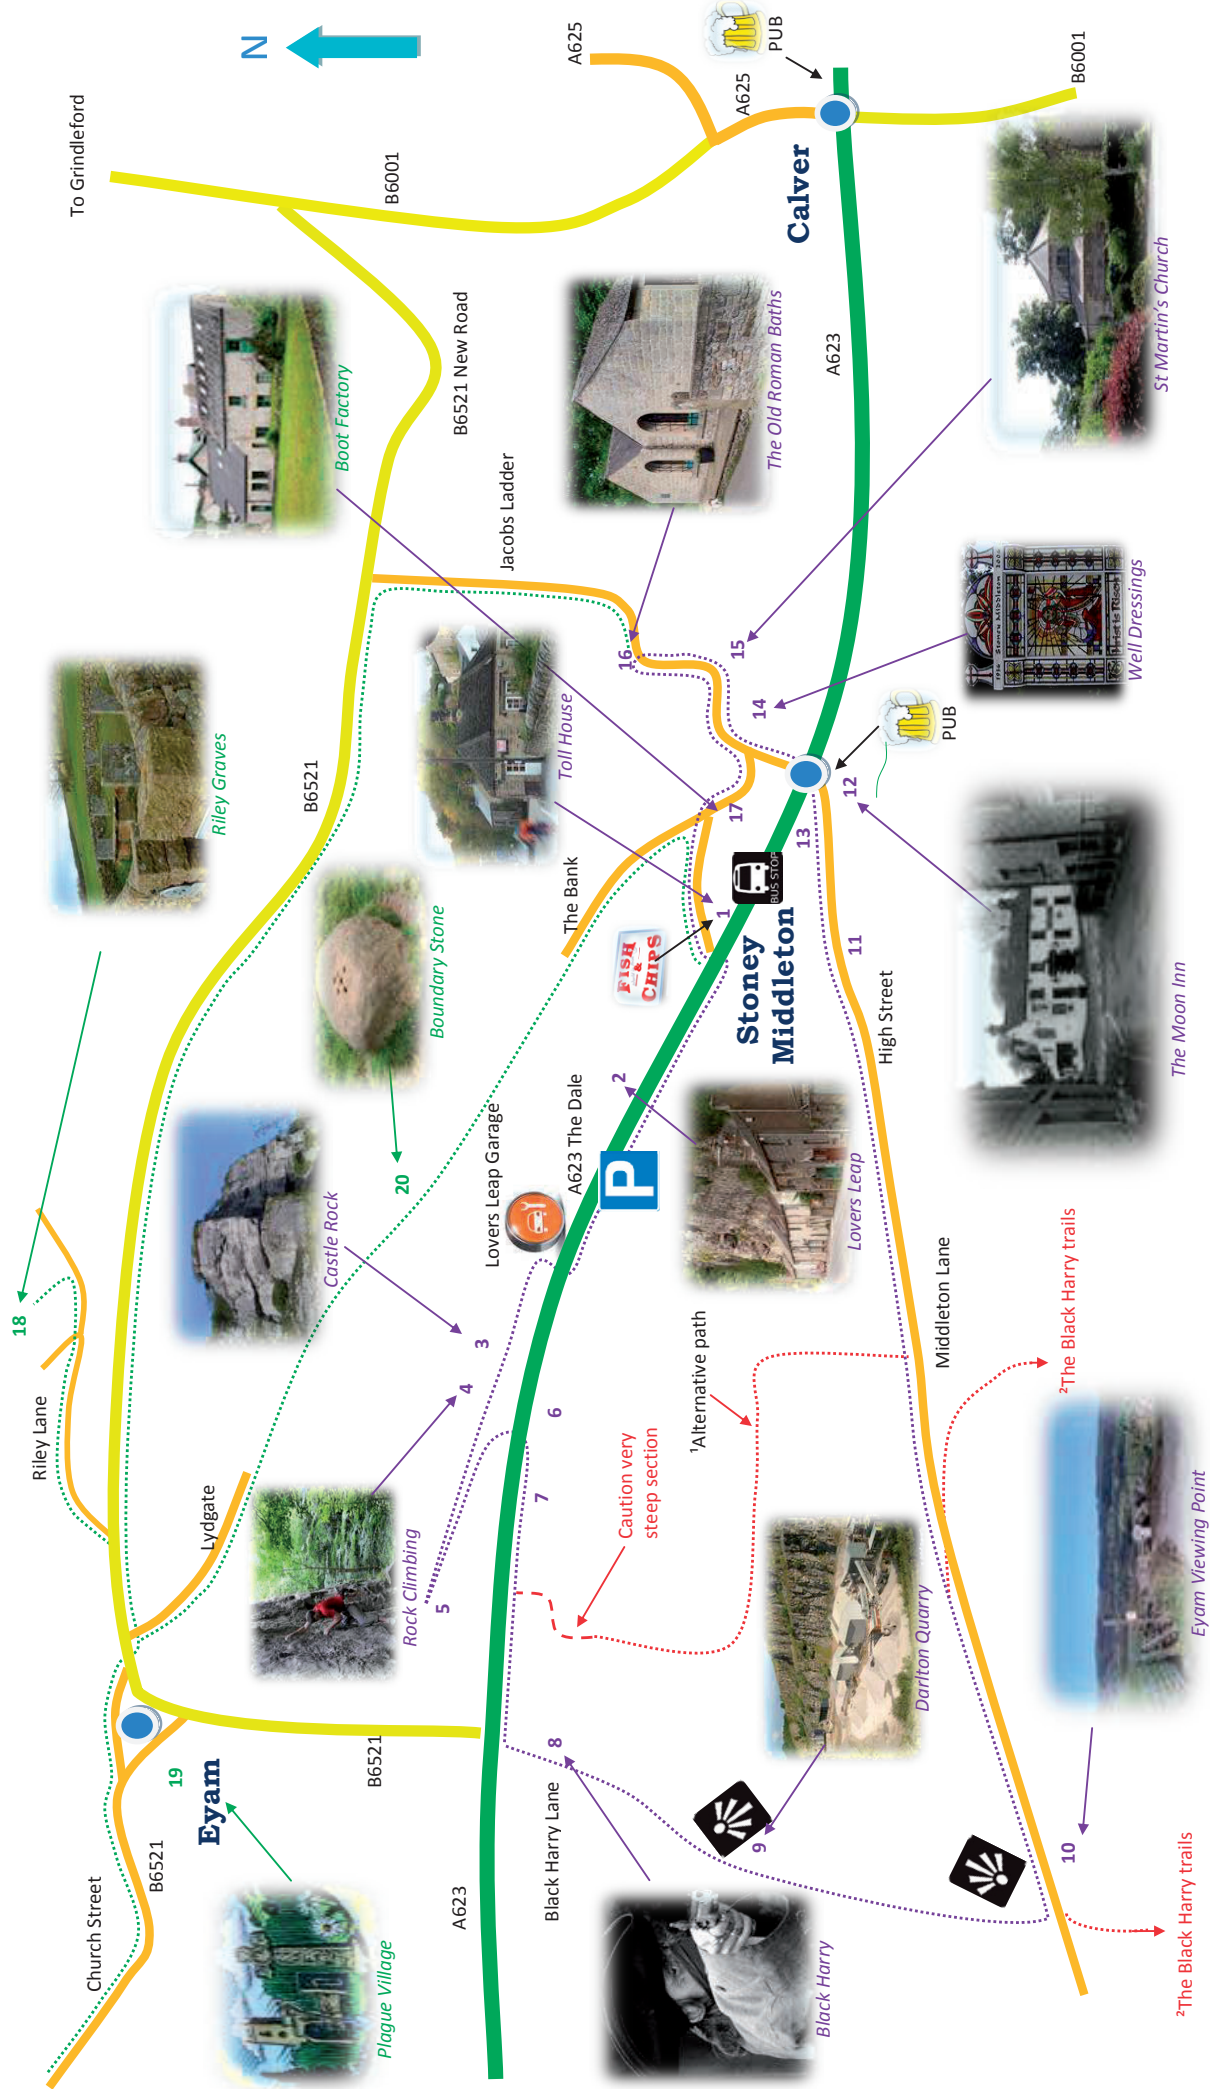 To Grindleford
N
A625
PUB
A625
B6001
B6001
Calver
A623
B6521 New Road
Boot Factory
The Old Roman Baths
St Martin's Church
Jacobs Ladder
16
15
14
Well Dressings
PUB
12
13
17
Toll House
Riley Graves
B6521
The Bank
BUS STOP
1
FISH
&
CHIPS
Stoney
Middleton
11
High Street
The Moon Inn
Boundary Stone
20
2
A623 The Dale
Lovers Leap Garage
P
Lovers Leap
Castle Rock
18
3
4
6
7
5
Riley Lane
Lydgate
Rock Climbing
Caution very
steep section
¹Alternative path
Middleton Lane
²The Black Harry trails
Eyam Viewing Point
Darlton Quarry
8
9
10
19
Eyam
B6521
B6521
Church Street
Plague Village
A623
Black Harry Lane
Black Harry
²The Black Harry trails